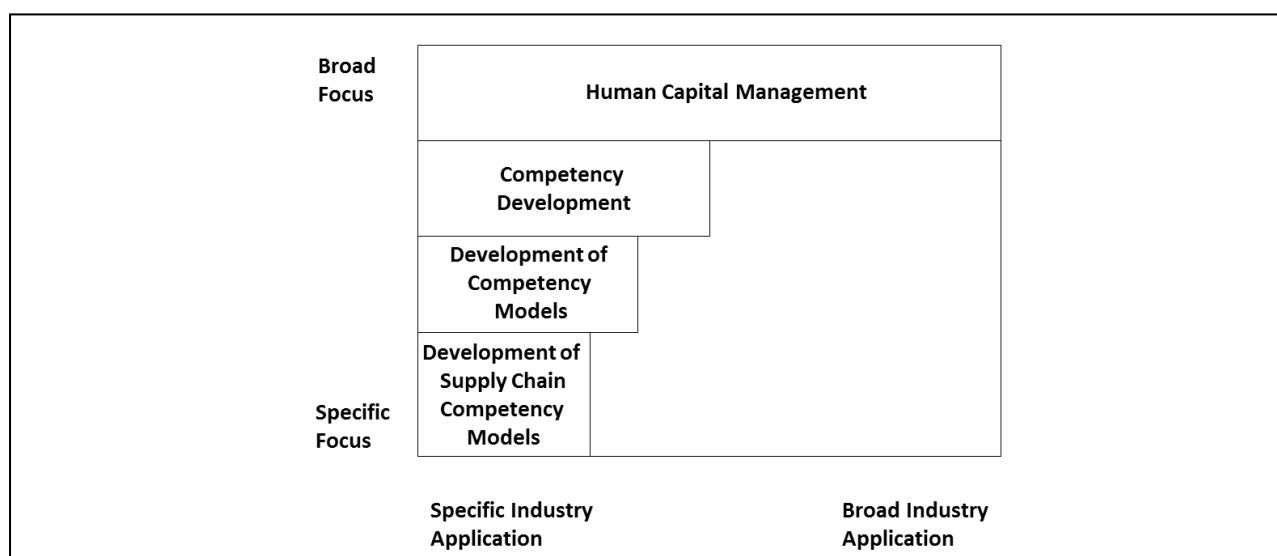 Broad
Focus
Human Capital Management
Competency
Development
Development of
Competency
Models
Development of
Supply Chain
Competency
Models
Specific
Focus
Specific Industry
Application
Broad Industry
Application